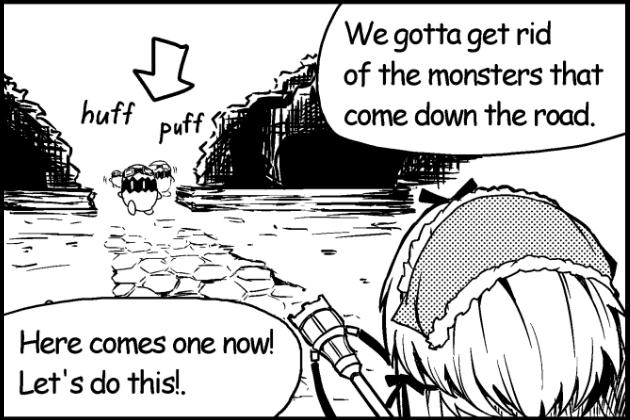 We gotta get rid
of the monsters that
come down the road.
huff
puff
Here comes one now!
Let's do this!.